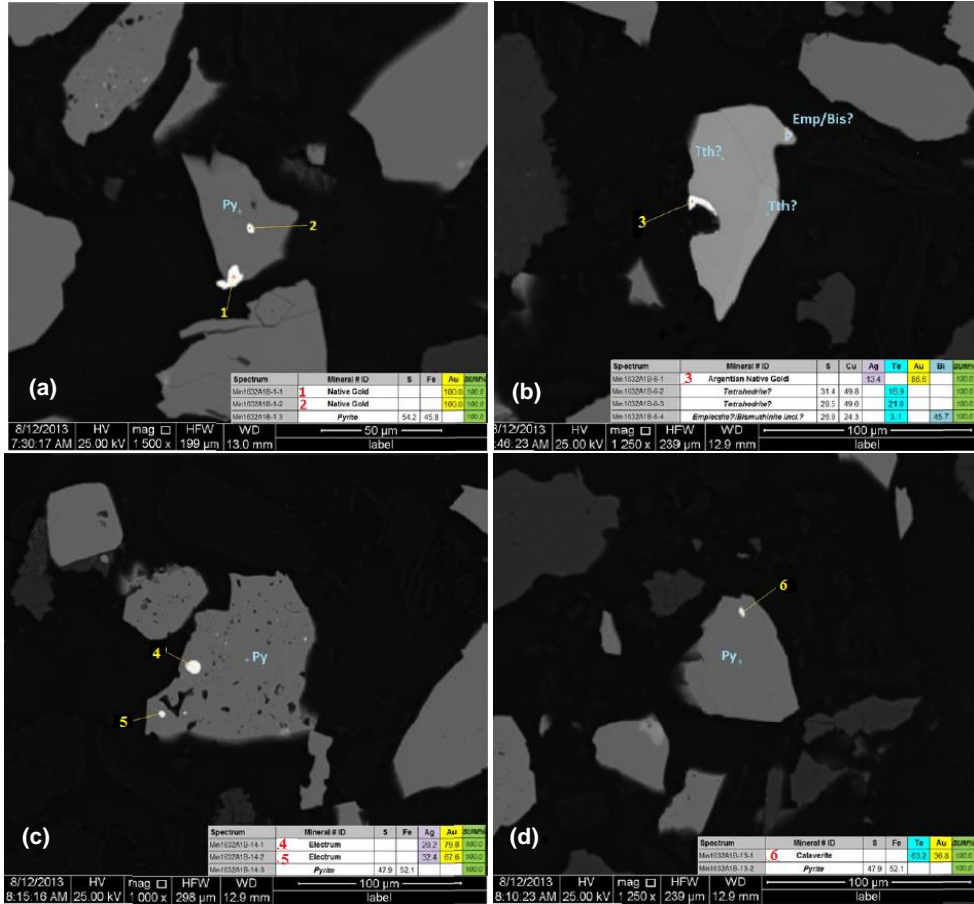 Py
2
1
(a)
Spectrum Mineral # ID S Fe Au SUM%
Min1632A1B-1-1 1 Native Gold 100.0 100.0
Min1632A1B-1-2 2 Native Gold 100.0 100.0
Min1632A1B-1-3 Pyrite 54.2 45.8 100.0
8/12/2013 HV mag HFW WD 50 µm
7:30:17 AM 25.00 kV 1 500 x 199 µm 13.0 mm label
Emp/Bis?
Tth?
Tth?
3
(b)
Spectrum Mineral # ID S Cu Ag Te Au Bi SUM%
Min1632A1B-6-1 3 Argentian Native Gold 13.4 86.6 100.0
Min1632A1B-6-2 Tetrahedrite? 31.4 49.8 18.9 100.0
Min1632A1B-6-3 Tetrahedrite? 28.5 49.6 21.8 100.0
Min1632A1B-6-4 Emplectite?/Bismuthinite incl.? 26.9 24.3 3.1 45.7 100.0
8/12/2013 HV mag HFW WD 100 µm
:46:23 AM 25.00 kV 1 250 x 239 µm 12.9 mm label
4
Py
5
(c)
Spectrum Mineral # ID S Fe Ag Au SUM%
Min1632A1B-14-1 4 Electrum 20.2 79.8 100.0
Min1632A1B-14-2 5 Electrum 32.4 67.6 100.0
Min1632A1B-14-3 Pyrite 47.9 52.1 100.0
8/12/2013 HV mag HFW WD 100 µm
8:15:16 AM 25.00 kV 1 000 x 298 µm 12.9 mm label
6
Py
(d)
Spectrum Mineral # ID S Fe Te Au SUM%
Min1632A1B-13-1 6 Calaverite 63.2 36.8 100.0
Min1632A1B-13-2 Pyrite 47.9 52.1 100.0
8/12/2013 HV mag HFW WD 100 µm
8:10:23 AM 25.00 kV 1 250 x 239 µm 12.9 mm label